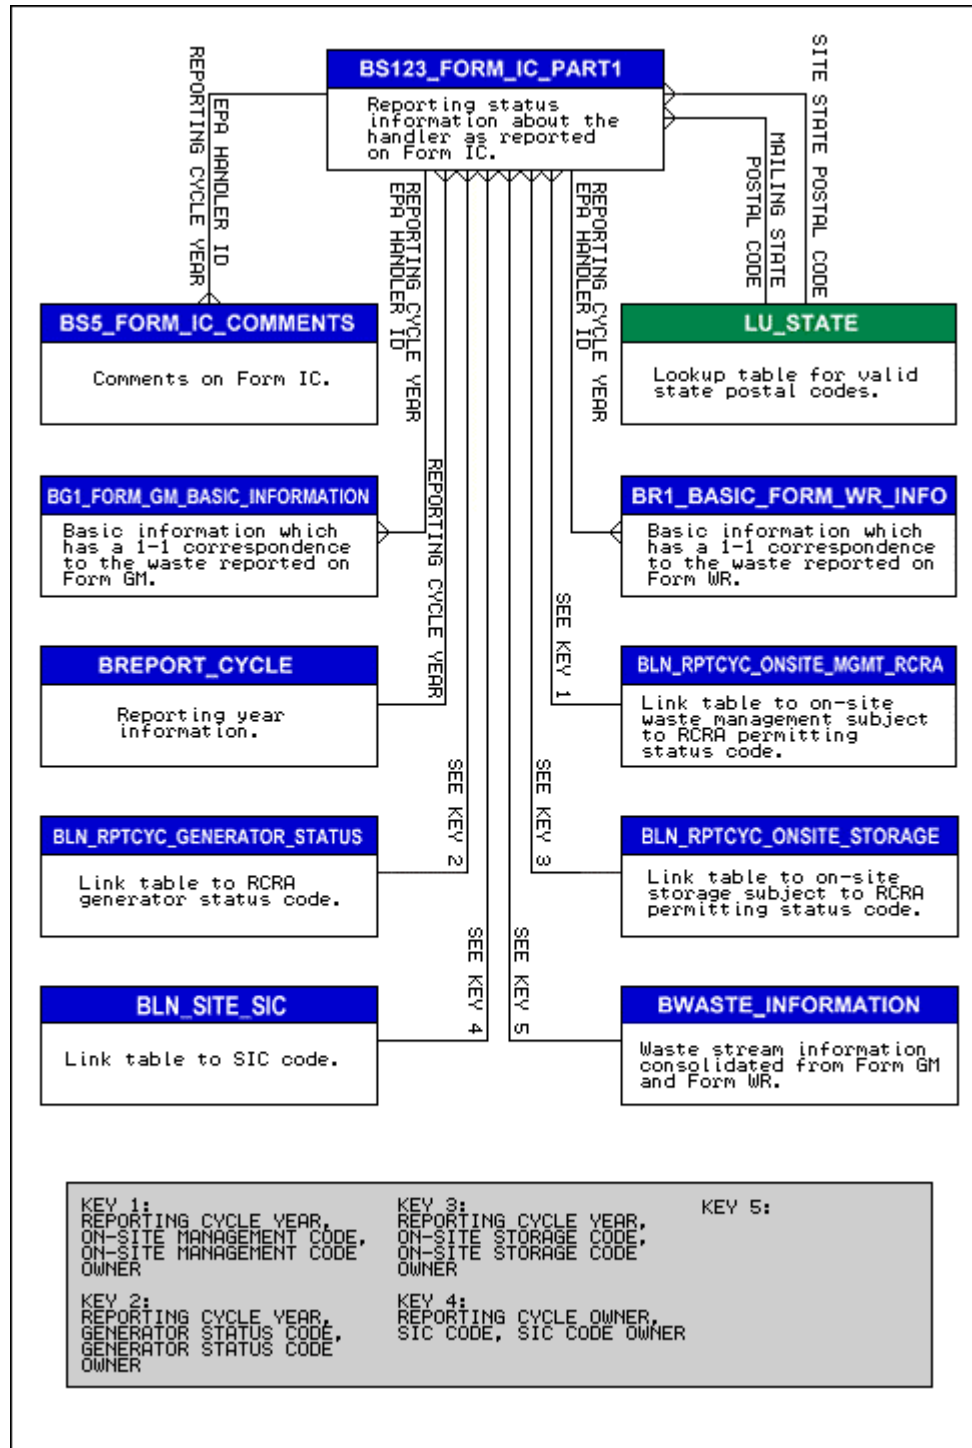 BS123_FORM_IC_PART1
Reporting status
information about the
handler as reported
on Form IC.
REPORTING CYCLE YEAR
EPA HANDLER ID
SITE STATE POSTAL CODE
MAILING STATE
POSTAL CODE
REPORTING CYCLE YEAR
EPA HANDLER ID
REPORTING CYCLE YEAR
EPA HANDLER ID
BS5_FORM_IC_COMMENTS
Comments on Form IC.
LU_STATE
Lookup table for valid
state postal codes.
BG1_FORM_GM_BASIC_INFORMATION
Basic information which
has a 1-1 correspondence
to the waste reported on
Form GM.
REPORTING CYCLE YEAR
BR1_BASIC_FORM_WR_INFO
Basic information which
has a 1-1 correspondence
to the waste reported on
Form WR.
SEE KEY 1
BREPORT_CYCLE
Reporting year
information.
BLN_RPTCYC_ONSITE_MGMT_RCRA
Link table to on-site
waste management subject
to RCRA permitting
status code.
SEE KEY 2
SEE KEY 3
BLN_RPTCYC_GENERATOR_STATUS
Link table to RCRA
generator status code.
BLN_RPTCYC_ONSITE_STORAGE
Link table to on-site
storage subject to RCRA
permitting status code.
SEE KEY 4
SEE KEY 5
BLN_SITE_SIC
Link table to SIC code.
BWASTE_INFORMATION
Waste stream information
consolidated from Form GM
and Form WR.
KEY 1:
REPORTING CYCLE YEAR,
ON-SITE MANAGEMENT CODE,
ON-SITE MANAGEMENT CODE
OWNER
KEY 2:
REPORTING CYCLE YEAR,
GENERATOR STATUS CODE,
GENERATOR STATUS CODE
OWNER
KEY 3:
REPORTING CYCLE YEAR,
ON-SITE STORAGE CODE,
ON-SITE STORAGE CODE
OWNER
KEY 4:
REPORTING CYCLE OWNER,
SIC CODE, SIC CODE OWNER
KEY 5: